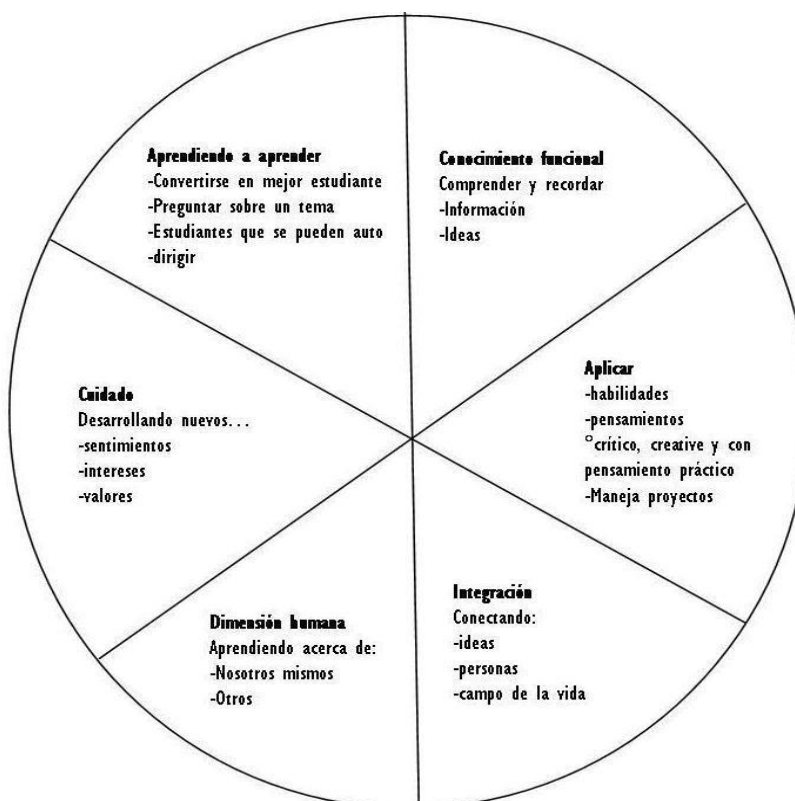 Aprendiendo a aprender
-Convertirse en mejor estudiante
-Preguntar sobre un tema
-Estudiantes que se pueden auto
-dirigir
Conocimiento funcional
Comprender y recordar
-Información
-Ideas
Aplicar
-habilidades
-pensamientos
°crítico, creative y con
pensamiento práctico
-Maneja proyectos
Integración
Conectando:
-ideas
-personas
-campo de la vida
Dimensión humana
Aprendiendo acerca de:
-Nosotros mismos
-Otros
Cuidado
Desarrollando nuevos...
-sentimientos
-intereses
-valores